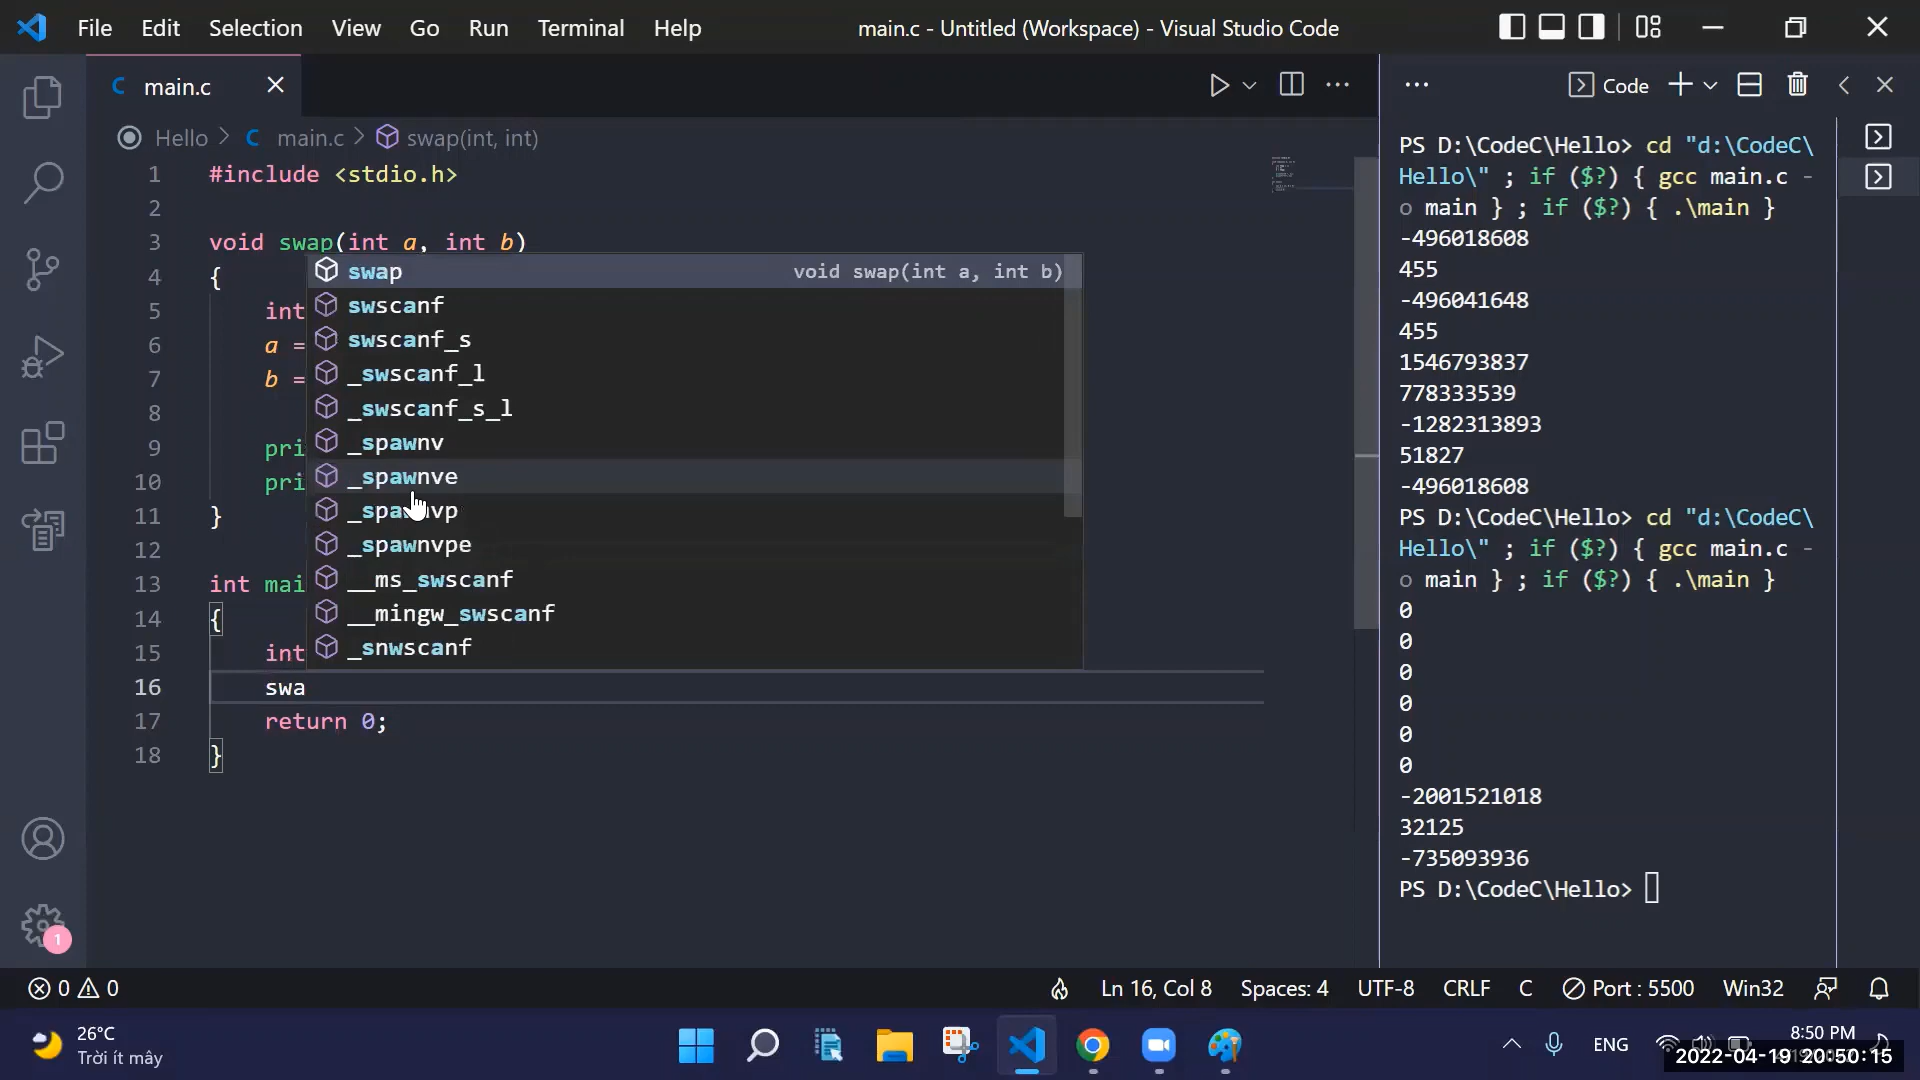 File Edit Selection View Go Run Terminal Help main.c - Untitled (Workspace) - Visual Studio Code
main.c
Code
Hello > main.c > swap(int, int)
1 #include <stdio.h>
2
3 void swap(int a, int b)
4 {
swap void swap(int a, int b)
5 int
swscanf
6 a =
swscanf_s
7 b =
_swscanf_l
8
_swscanf_s_l
9 pri
_spawnv
10 pri
_spawnve
11 }
_spawnvp
12
_spawnvpe
13 int mai
__ms_swscanf
14 {
__mingw_swscanf
15 int
_snwscanf
16 swa
17 return 0;
18 }
PS D:\CodeC\Hello> cd "d:\CodeC\
Hello\" ; if ($?) { gcc main.c -
o main } ; if ($?) { .\main }
-496018608
455
-496041648
455
1546793837
778333539
-1282313893
51827
-496018608
PS D:\CodeC\Hello> cd "d:\CodeC\
Hello\" ; if ($?) { gcc main.c -
o main } ; if ($?) { .\main }
0
0
0
0
0
0
-2001521018
32125
-735093936
PS D:\CodeC\Hello>
1
0 0 Ln 16, Col 8 Spaces: 4 UTF-8 CRLF C Port : 5500 Win32
26°C
Trời ít mây
ENG
8:50 PM
2022-04-19 20:50:15